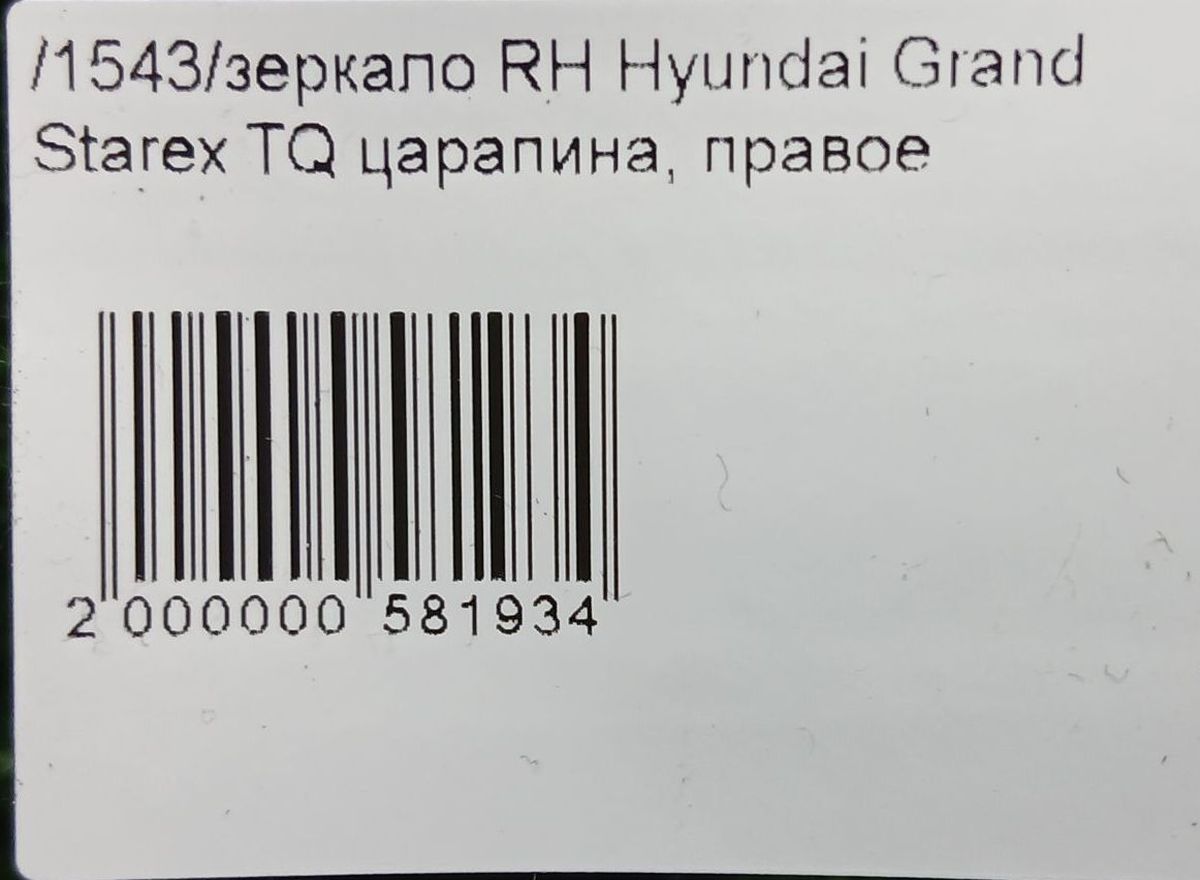 /1543/зеркало RH Hyundai Grand
Starex TQ царапина, правое
2 000000 581934